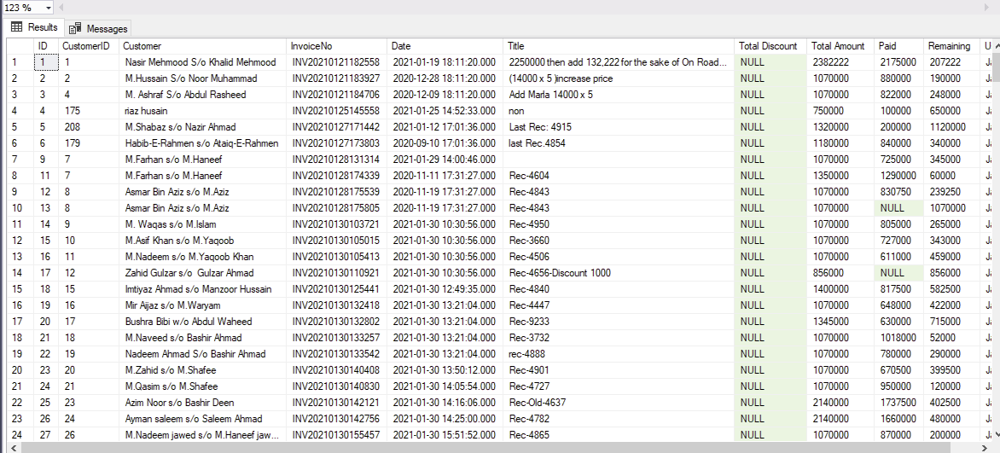 123 %
Results Messages
ID CustomerID Customer InvoiceNo Date Title Total Discount Total Amount Paid Remaining U
1 1 1 Nasir Mehmood S/o Khalid Mehmood INV20210121182558 2021-01-19 18:11:20.000 2250000 then add 132,222 for the sake of On Road... NULL 2382222 2175000 207222 Ja
2 2 2 M.Hussain S/o Noor Muhammad INV20210121183927 2020-12-28 18:11:20.000 (14000 x 5 )increase price NULL 1070000 880000 190000 Ja
3 3 4 M. Ashraf S/o Abdul Rasheed INV20210121184706 2020-12-09 18:11:20.000 Add Marla 14000 x 5 NULL 1070000 822000 248000 Ja
4 4 175 riaz husain INV20210125145558 2021-01-25 14:52:33.000 non NULL 750000 100000 650000 Ja
5 5 208 M.Shabaz s/o Nazir Ahmad INV20210127171442 2021-01-12 17:01:36.000 Last Rec: 4915 NULL 1320000 200000 1120000 Ja
6 6 179 Habib-E-Rahmen s/o Ataiq-E-Rahmen INV20210127173803 2020-09-10 17:01:36.000 last Rec.4854 NULL 1180000 840000 340000 Ja
7 9 7 M.Farhan s/o M.Haneef INV20210128131314 2021-01-29 14:00:46.000 NULL 1070000 725000 345000 Ja
8 11 7 M.Farhan s/o M.Haneef INV20210128174339 2020-11-11 17:31:27.000 Rec-4604 NULL 1350000 1290000 60000 Ja
9 12 8 Asmar Bin Aziz s/o M.Aziz INV20210128175539 2020-11-19 17:31:27.000 Rec-4843 NULL 1070000 830750 239250 Ja
10 13 8 Asmar Bin Aziz s/o M.Aziz INV20210128175805 2020-11-19 17:31:27.000 Rec-4843 NULL 1070000 NULL 1070000 Ja
11 14 9 M. Waqas s/o M.Islam INV20210130103721 2021-01-30 10:30:56.000 Rec-4950 NULL 1070000 805000 265000 Ja
12 15 10 M.Asif Khan s/o M.Yaqoob INV20210130105015 2021-01-30 10:30:56.000 Rec-3660 NULL 1070000 727000 343000 Ja
13 16 11 M.Nadeem s/o M.Yaqoob Khan INV20210130105413 2021-01-30 10:30:56.000 Rec-4506 NULL 1070000 611000 459000 Ja
14 17 12 Zahid Gulzar s/o Gulzar Ahmad INV20210130110921 2021-01-30 10:30:56.000 Rec-4656-Discount 1000 NULL 856000 NULL 856000 Ja
15 18 15 Imtiyaz Ahmad s/o Manzoor Hussain INV20210130125441 2021-01-30 12:49:35.000 Rec-4840 NULL 1400000 817500 582500 Ja
16 19 16 Mir Ajjaz s/o M.Waryam INV20210130132418 2021-01-30 13:21:04.000 Rec-4447 NULL 1070000 648000 422000 Ja
17 20 17 Bushra Bibi w/o Abdul Waheed INV20210130132802 2021-01-30 13:21:04.000 Rec-9233 NULL 1345000 630000 715000 Ja
18 21 18 M.Naveed s/o Bashir Ahmad INV20210130133257 2021-01-30 13:21:04.000 Rec-3732 NULL 1070000 1018000 52000 Ja
19 22 19 Nadeem Ahmad S/o Bashir Ahmad INV20210130133542 2021-01-30 13:21:04.000 rec-4888 NULL 1070000 780000 290000 Ja
20 23 20 M.Zahid s/o M.Shafee INV20210130140408 2021-01-30 13:50:12.000 Rec-4901 NULL 1070000 670500 399500 Ja
21 24 21 M.Qasim s/o M.Shafee INV20210130140830 2021-01-30 14:05:54.000 Rec-4727 NULL 1070000 950000 120000 Ja
22 25 23 Azim Noor s/o Bashir Deen INV20210130142121 2021-01-30 14:16:06.000 Rec-Old-4637 NULL 2140000 1737500 402500 Ja
23 26 24 Ayman saleem s/o Saleem Ahmad INV20210130142756 2021-01-30 14:25:00.000 Rec-4782 NULL 2140000 1660000 480000 Ja
24 27 26 M.Nadeem jawed s/o M.Haneef jaw... INV20210130155457 2021-01-30 15:51:52.000 Rec-4865 NULL 1070000 870000 200000 Ja